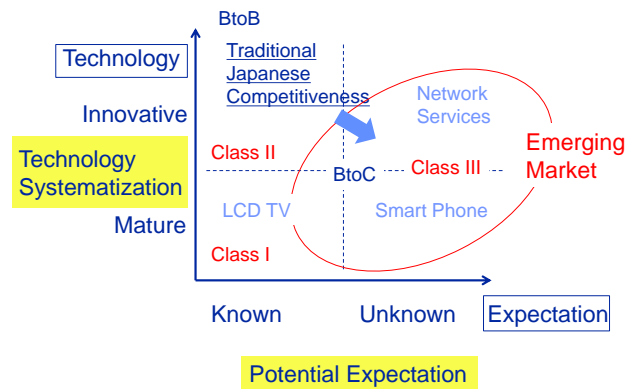 BtoB
Technology
Traditional
Japanese
Competitiveness
Innovative
Network
Services
Emerging
Market
Technology
Systematization
Class II
BtoC
Class III
LCD TV
Smart Phone
Mature
Class I
Known
Unknown
Expectation
Potential Expectation